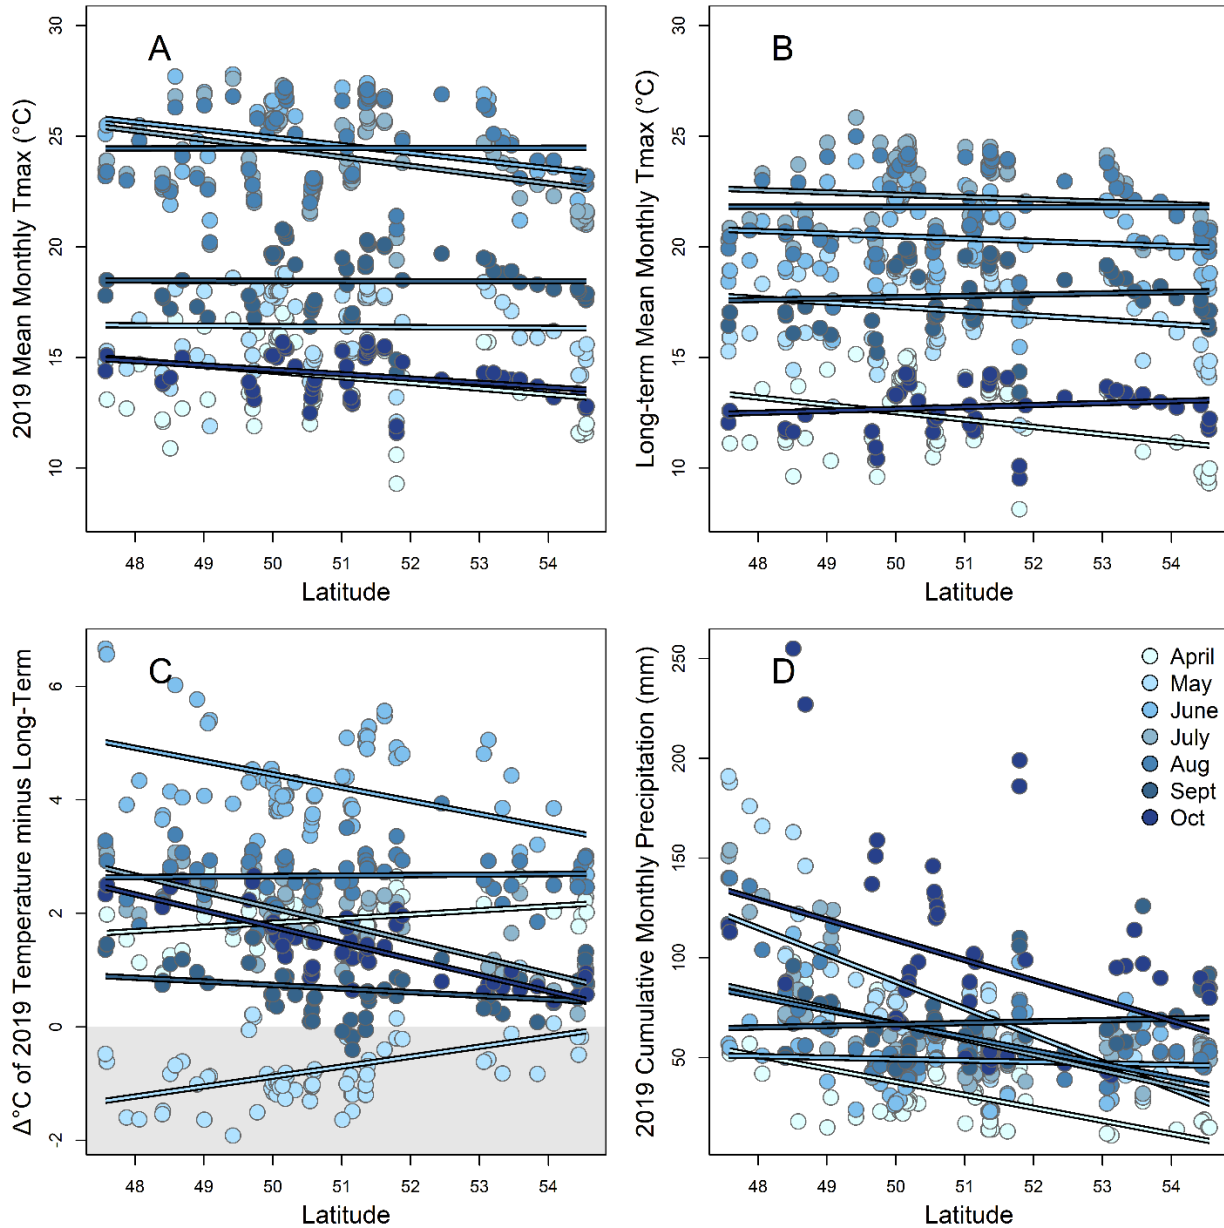 A
2019 Mean Monthly Tmax (°C)
30
25
20
15
10
48 49 50 51 52 53 54
Latitude
B
Long-term Mean Monthly Tmax (°C)
30
25
20
15
10
48 49 50 51 52 53 54
Latitude
C
Δ°C of 2019 Temperature minus Long-Term
6
4
2
0
-2
48 49 50 51 52 53 54
Latitude
D
2019 Cumulative Monthly Precipitation (mm)
250
200
150
100
50
April
May
June
July
Aug
Sept
Oct
48 49 50 51 52 53 54
Latitude